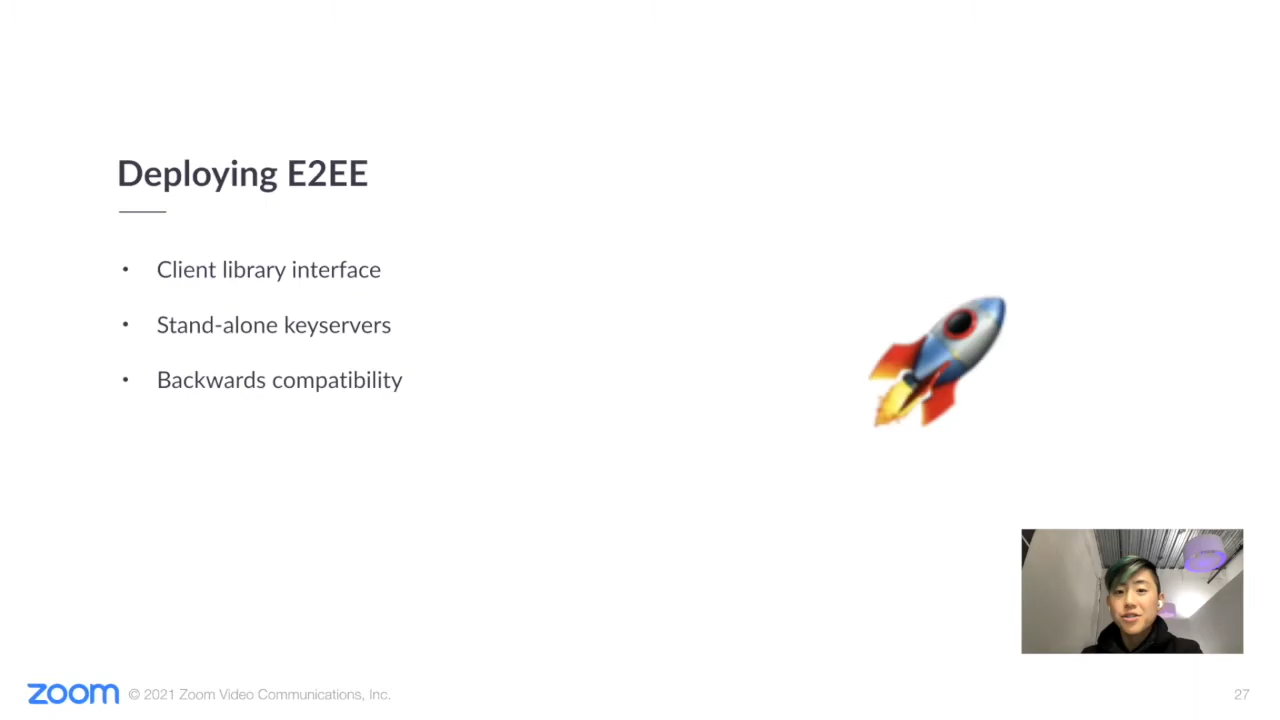 Deploying E2EE
• Client library interface
• Stand-alone keyservers
• Backwards compatibility
zoom © 2021 Zoom Video Communications, Inc.
27